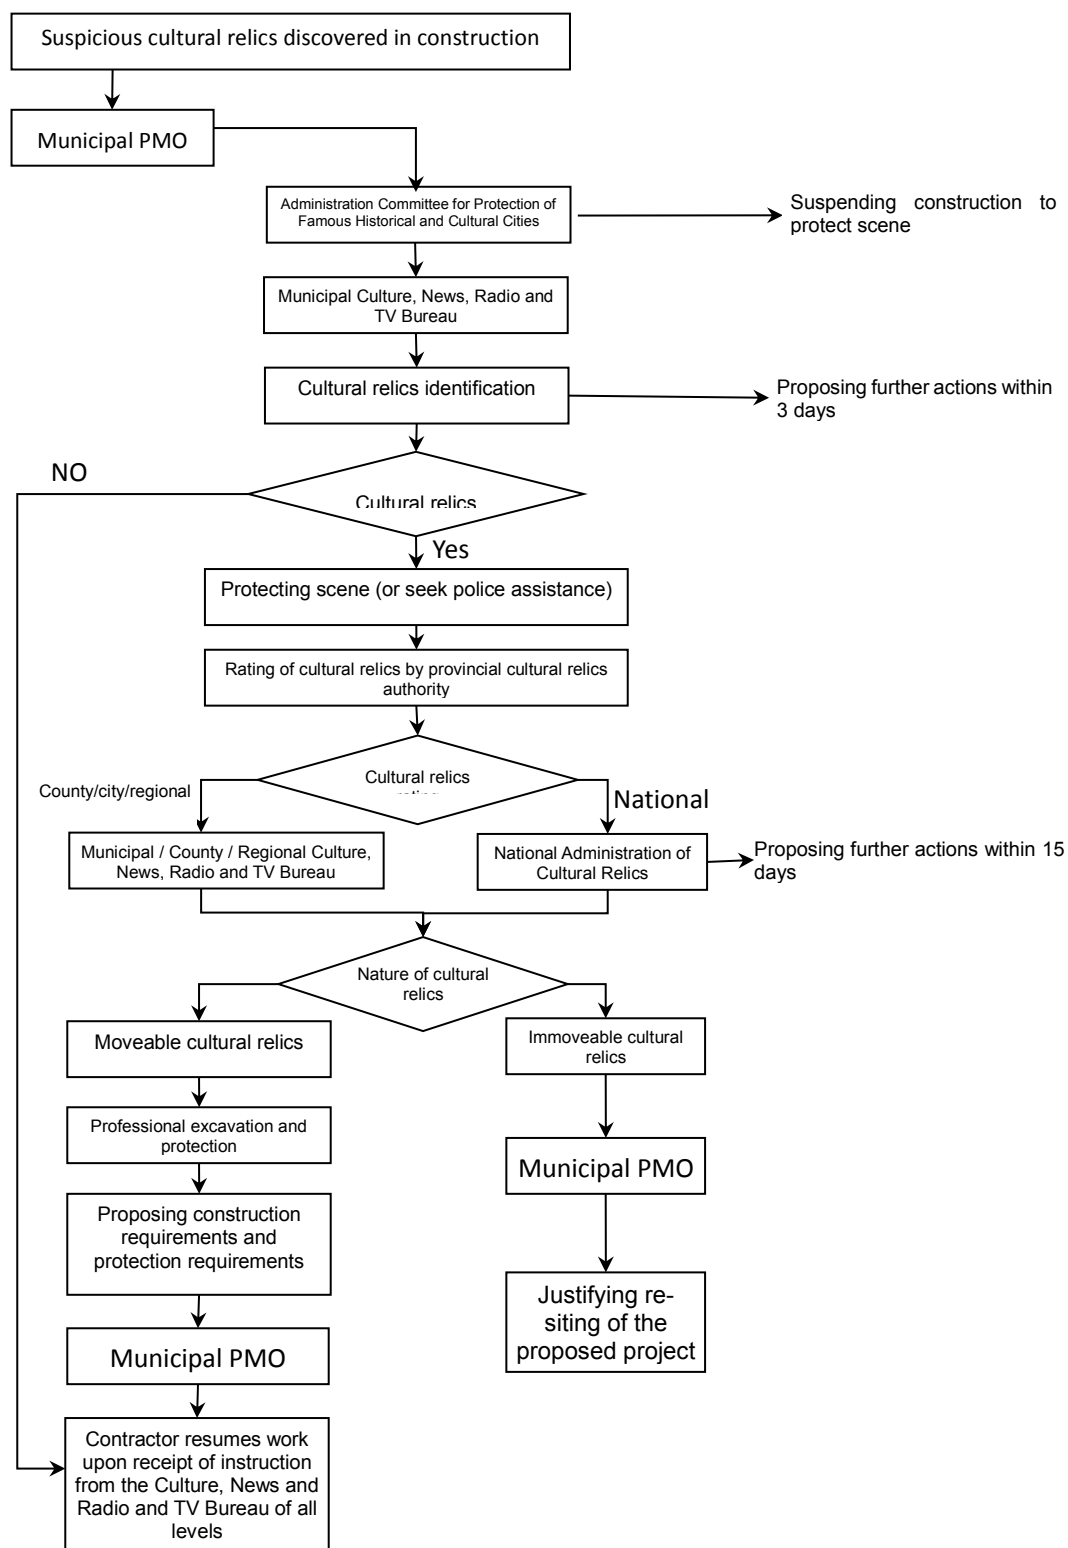 Suspicious cultural relics discovered in construction
Municipal PMO
Administration Committee for Protection of
Famous Historical and Cultural Cities
Suspending construction to
protect scene
Municipal Culture, News, Radio and
TV Bureau
Cultural relics identification
Proposing further actions within
3 days
NO
Cultural relics
Yes
Protecting scene (or seek police assistance)
Rating of cultural relics by provincial cultural relics
authority
Cultural relics
County/city/regional
National
Municipal / County / Regional Culture,
News, Radio and TV Bureau
National Administration of
Cultural Relics
Proposing further actions within 15
days
Nature of cultural
relics
Moveable cultural relics
Immoveable cultural
relics
Professional excavation and
protection
Municipal PMO
Proposing construction
requirements and
protection requirements
Justifying re-
siting of the
proposed project
Municipal PMO
Contractor resumes work
upon receipt of instruction
from the Culture, News and
Radio and TV Bureau of all
levels